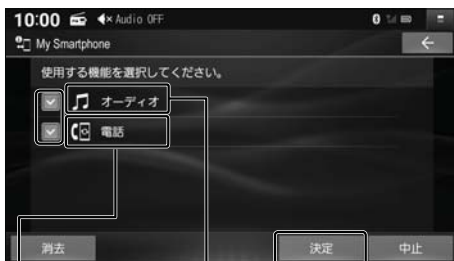 10:00 Audio OFF
My Smartphone
使用する機能を選択してください。
オーディオ
電話
消去 決定 中止